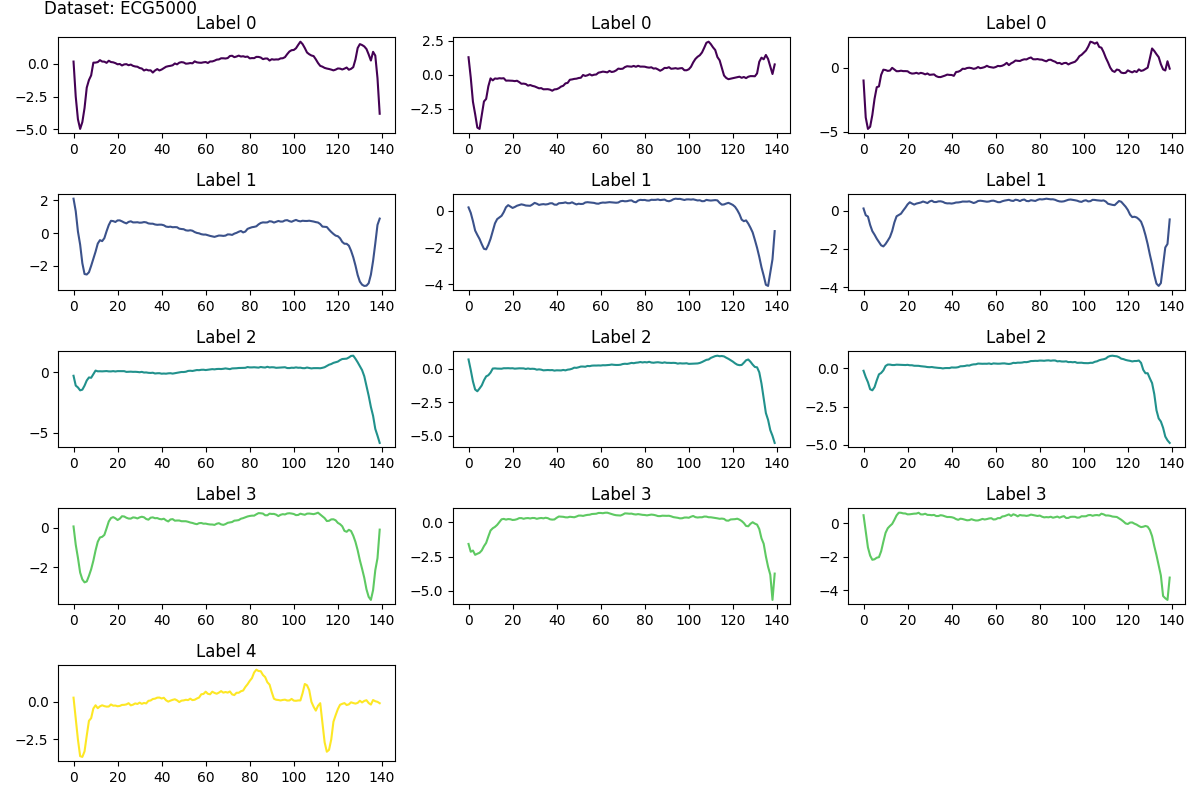 Dataset: ECG5000
Label 0 Label 0 Label 0
0.0 2.5 0
−2.5 0.0 −5
−5.0 −2.5
0 20 40 60 80 100 120 140 0 20 40 60 80 100 120 140 0 20 40 60 80 100 120 140
Label 1 Label 1 Label 1
2 0 0
0 −2 −2
−2 −4 −4
0 20 40 60 80 100 120 140 0 20 40 60 80 100 120 140 0 20 40 60 80 100 120 140
Label 2 Label 2 Label 2
0 0.0 0.0
−5 −2.5 −2.5
−5.0 −5.0
0 20 40 60 80 100 120 140 0 20 40 60 80 100 120 140 0 20 40 60 80 100 120 140
Label 3 Label 3 Label 3
0 0.0 0
−2 −2.5 −2
−5.0 −4
0 20 40 60 80 100 120 140 0 20 40 60 80 100 120 140 0 20 40 60 80 100 120 140
Label 4
0.0
−2.5
0 20 40 60 80 100 120 140